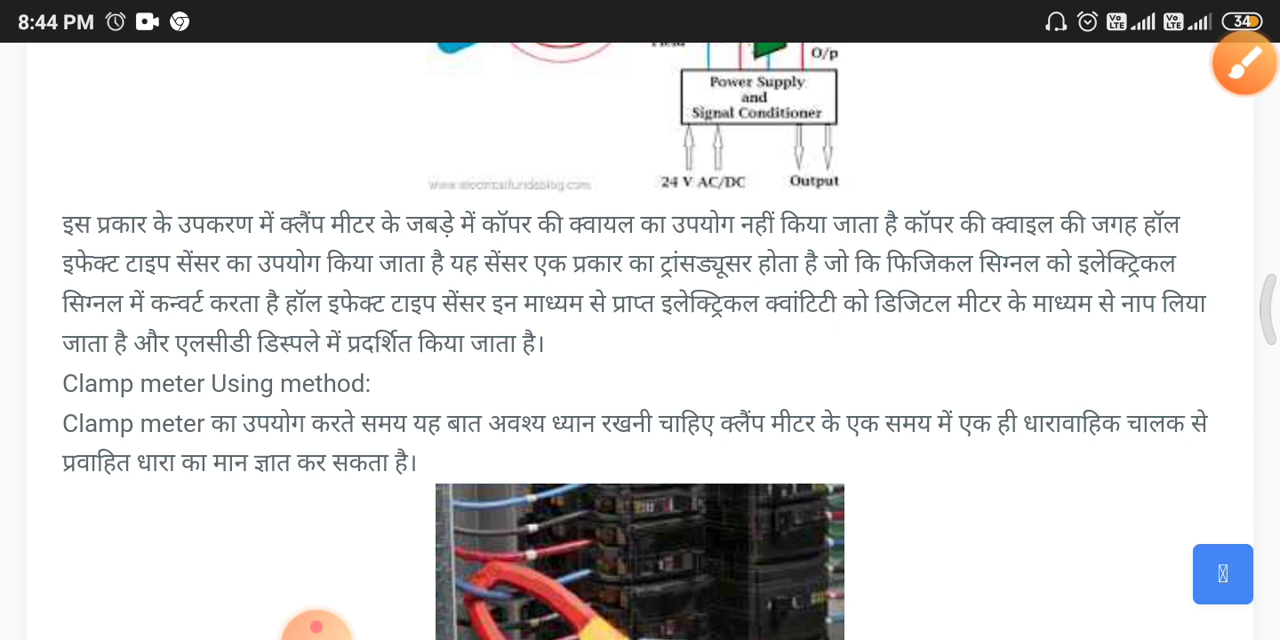 8:44 PM
Vo LTE
Vo LTE
34
O/p
Power Supply
and
Signal Conditioner
24 V AC/DC
Output
इस प्रकार के उपकरण में क्लैंप मीटर के जबड़े में कॉपर की क्वायल का उपयोग नहीं किया जाता है कॉपर की क्वाइल की जगह हॉल
इफेक्ट टाइप सेंसर का उपयोग किया जाता है यह सेंसर एक प्रकार का ट्रांसड्यूसर होता है जो कि फिजिकल सिग्नल को इलेक्ट्रिकल
सिग्नल में कन्वर्ट करता है हॉल इफेक्ट टाइप सेंसर इन माध्यम से प्राप्त इलेक्ट्रिकल क्वांटिटी को डिजिटल मीटर के माध्यम से नाप लिया
जाता है और एलसीडी डिस्पले में प्रदर्शित किया जाता है।
Clamp meter Using method:
Clamp meter का उपयोग करते समय यह बात अवश्य ध्यान रखनी चाहिए क्लैंप मीटर के एक समय में एक ही धारावाहिक चालक से
प्रवाहित धारा का मान ज्ञात कर सकता है।